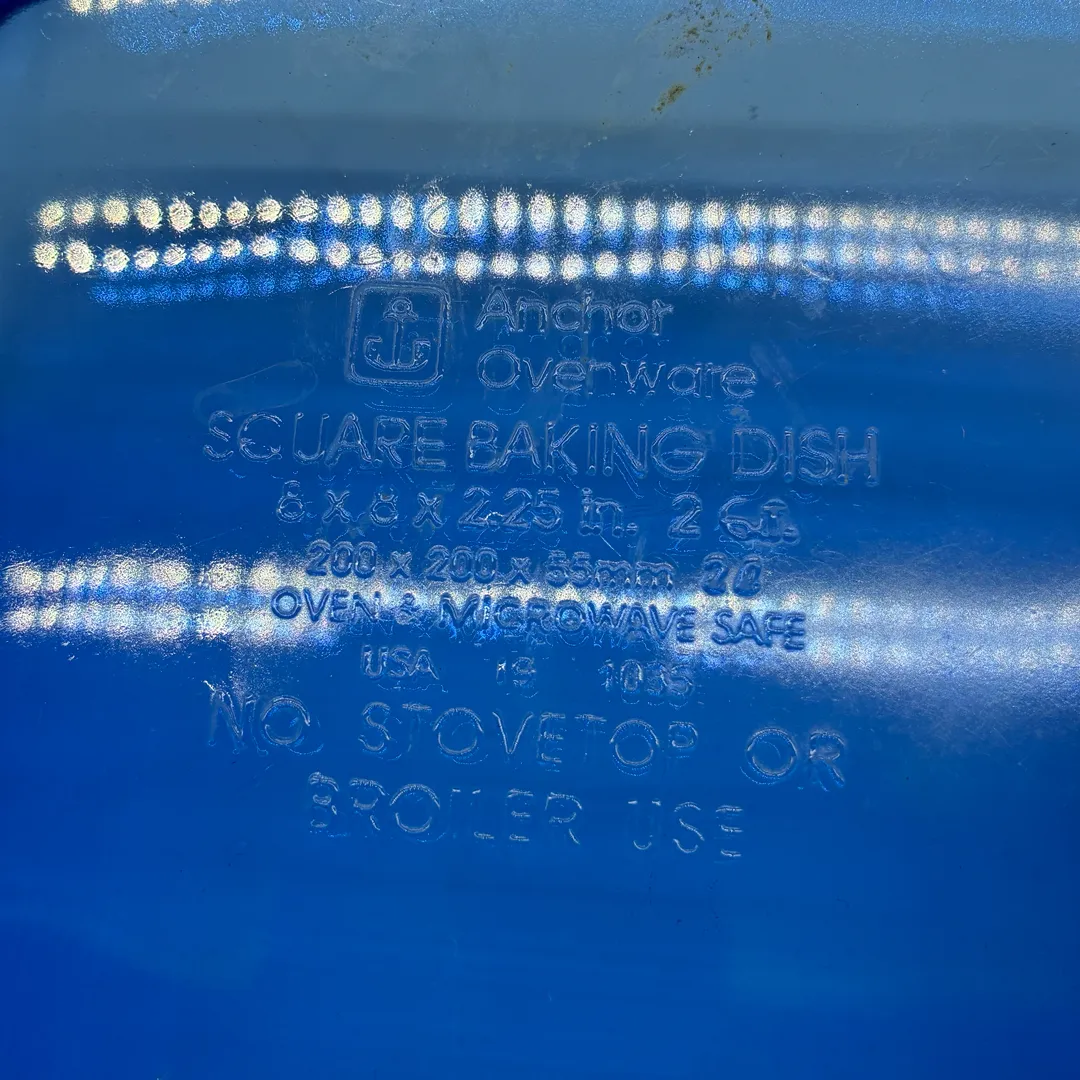 Anchor
Ovenware
SQUARE BAKING DISH
8 x 8 x 2.25 in. 2 Qt.
200 x 200 x 55mm 2ℓ
OVEN & MICROWAVE SAFE
USA 19 1035
NO STOVETOP OR
BROILER USE